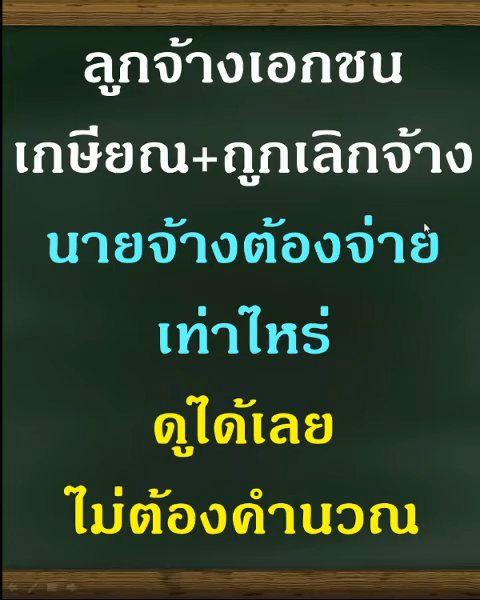 ลูกจ้างเอกชน
เกษียณ+ถูกเลิกจ้าง
นายจ้างต้องจ่าย
เท่าไหร่
ดูได้เลย
ไม่ต้องคำนวณ